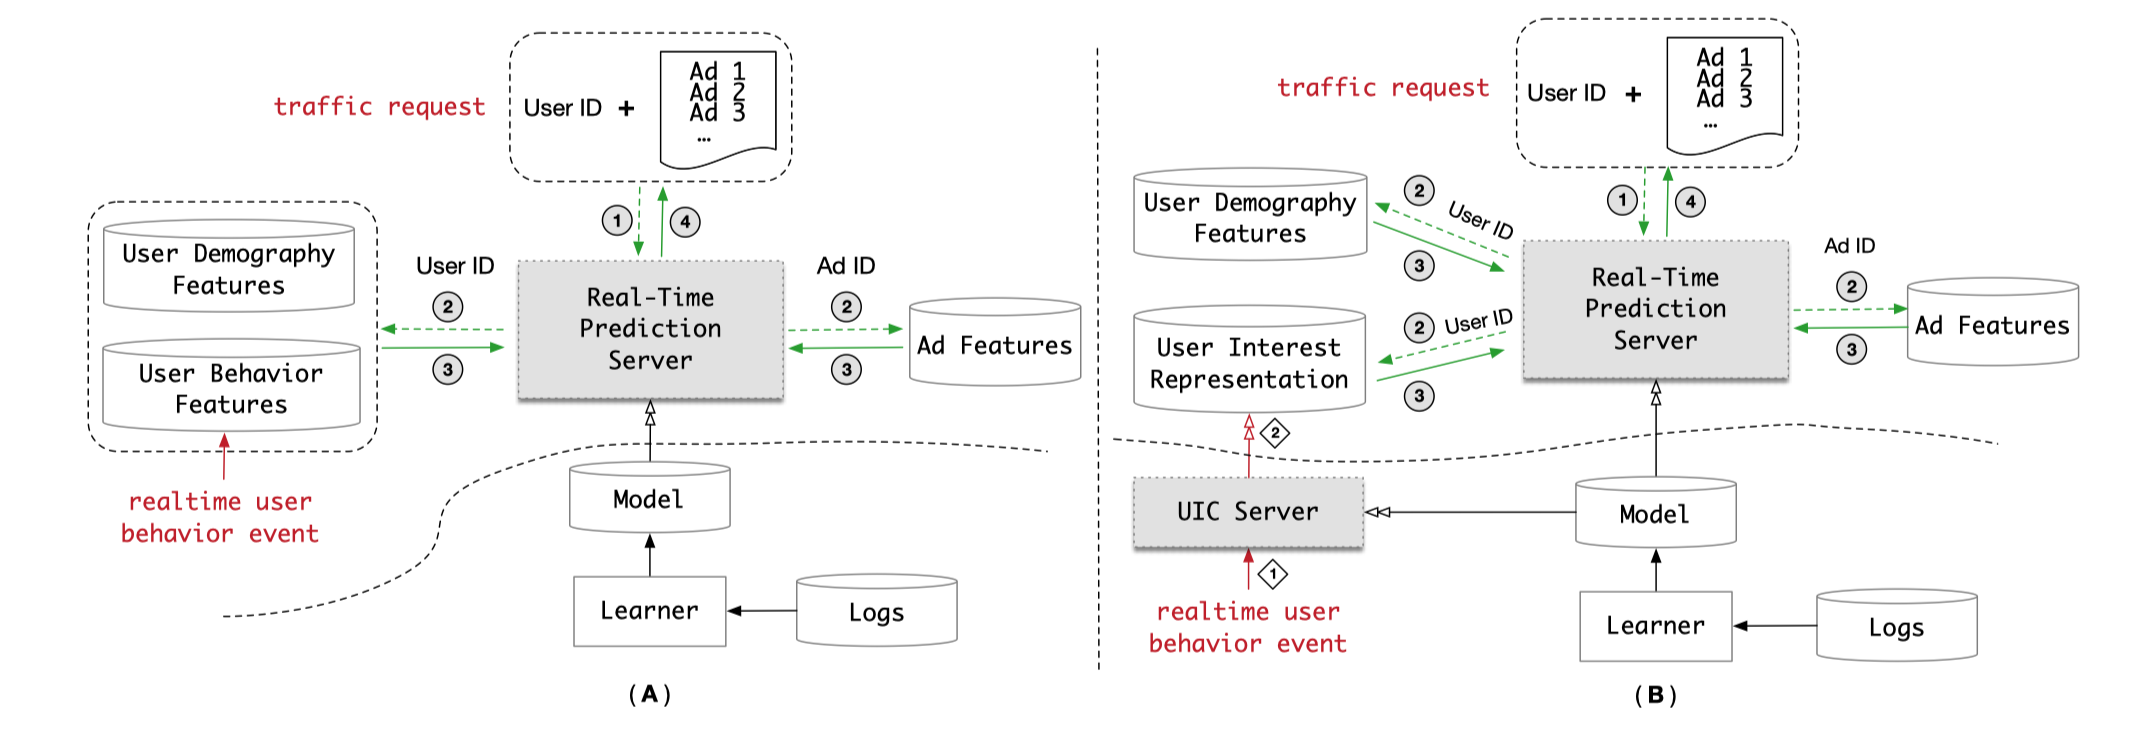 traffic request
User ID +
Ad 1
Ad 2
Ad 3
...
1
4
User Demography
Features
User Behavior
Features
User ID
2
3
Real-Time
Prediction
Server
Ad ID
2
3
Ad Features
realtime user
behavior event
Model
Learner
Logs
(A)
traffic request
User ID +
Ad 1
Ad 2
Ad 3
...
1
4
User Demography
Features
2
User ID
3
User Interest
Representation
2
User ID
3
Real-Time
Prediction
Server
Ad ID
2
3
Ad Features
2
UIC Server
1
realtime user
behavior event
Model
Learner
Logs
(B)